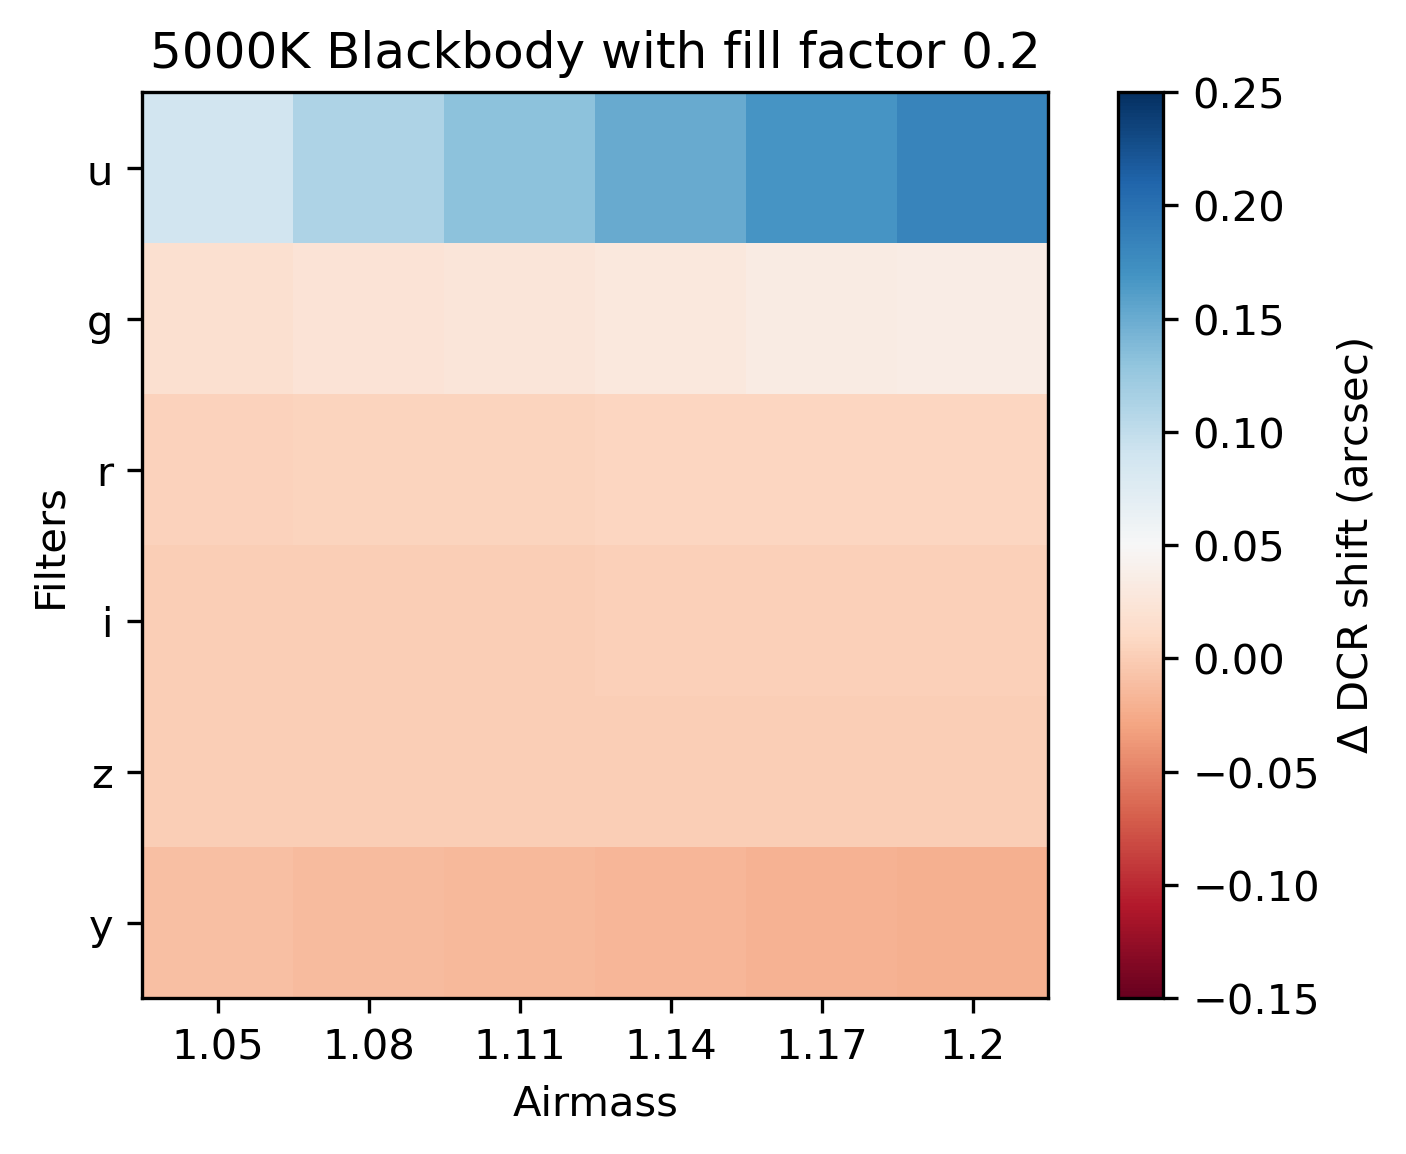 5000K Blackbody with fill factor 0.2
u
g
r
i
z
y
Filters
1.05 1.08 1.11 1.14 1.17 1.2
Airmass
0.25
0.20
0.15
0.10
0.05
0.00
−0.05
−0.10
−0.15
Δ DCR shift (arcsec)